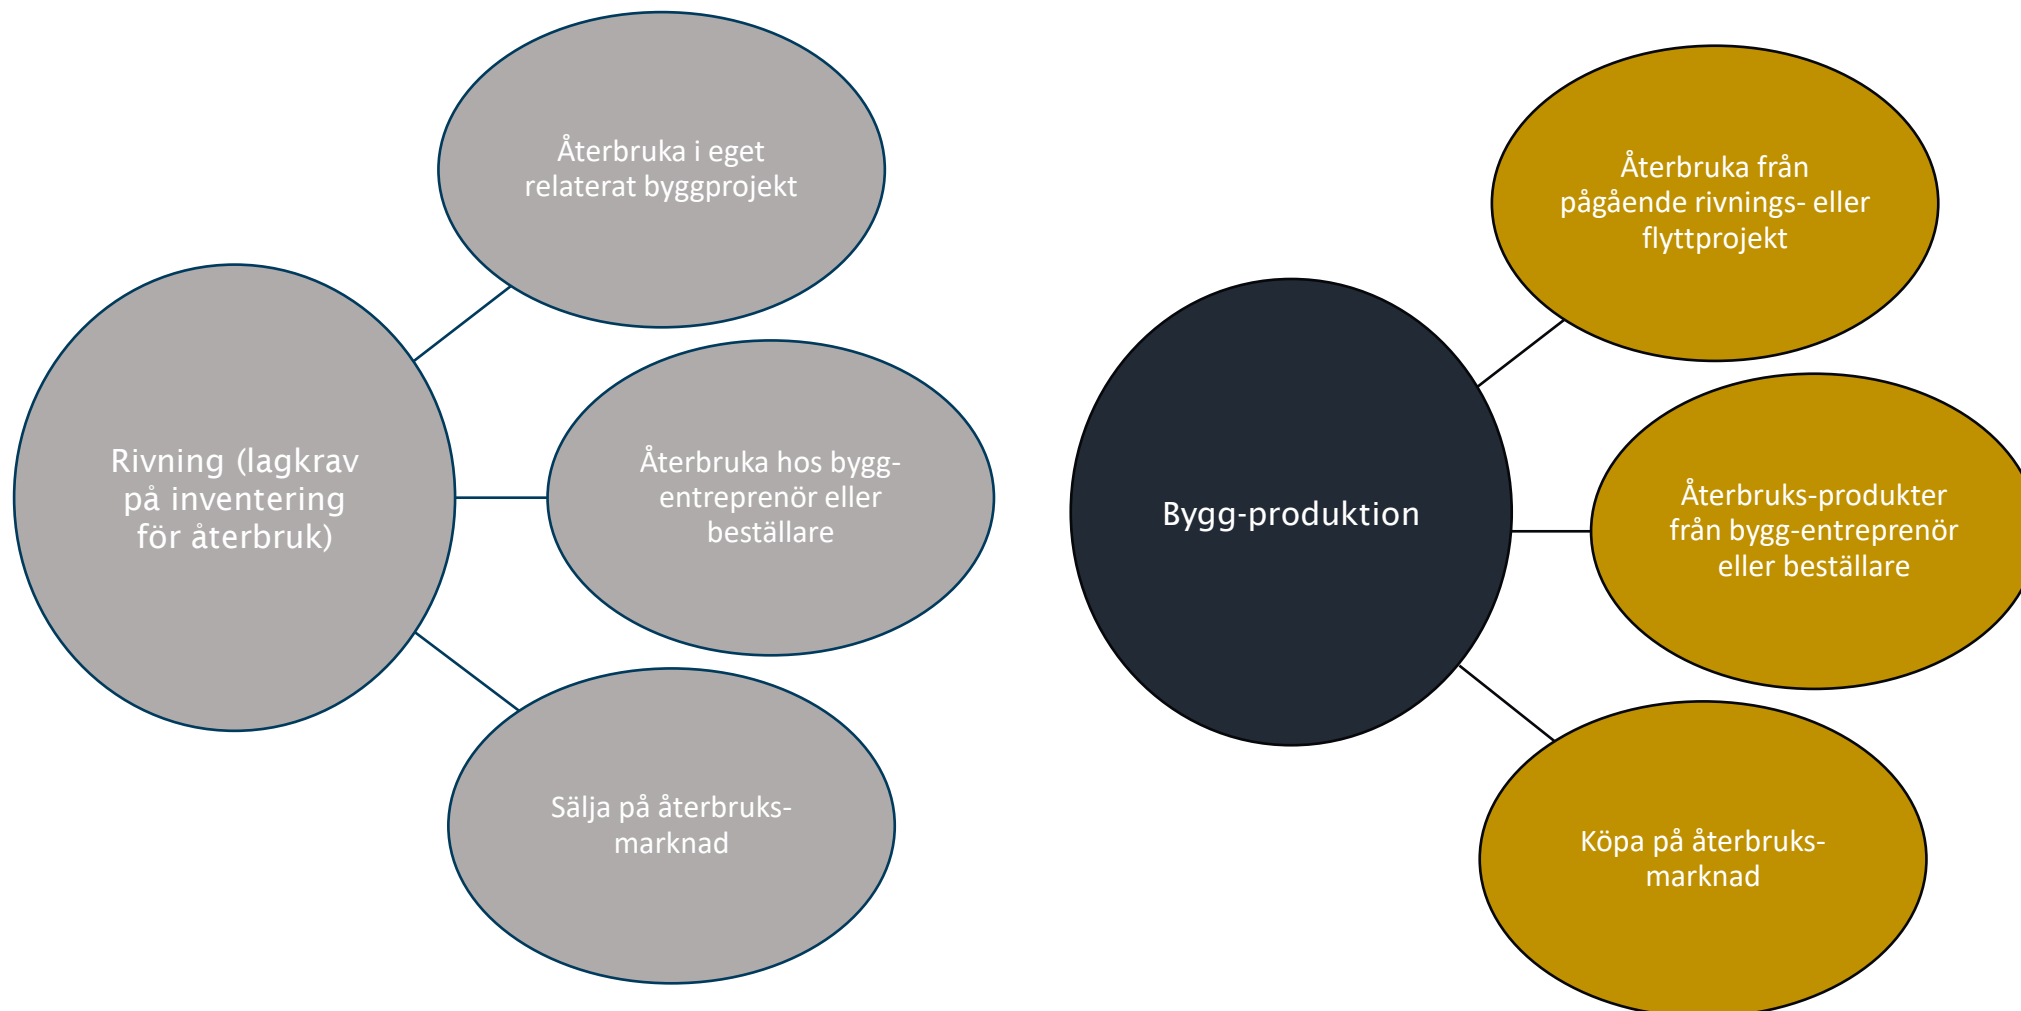 Återbruka i eget
relaterat byggprojekt
Rivning (lagkrav
på inventering
för återbruk)
Återbruka hos bygg-
entreprenör eller
beställare
Sälja på återbruks-
marknad
Återbruka från
pågående rivnings- eller
flyttprojekt
Bygg-produktion
Återbruks-produkter
från bygg-entreprenör
eller beställare
Köpa på återbruks-
marknad